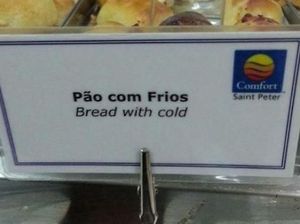 Pão com Frios
Bread with cold
Comfort
Saint Peter